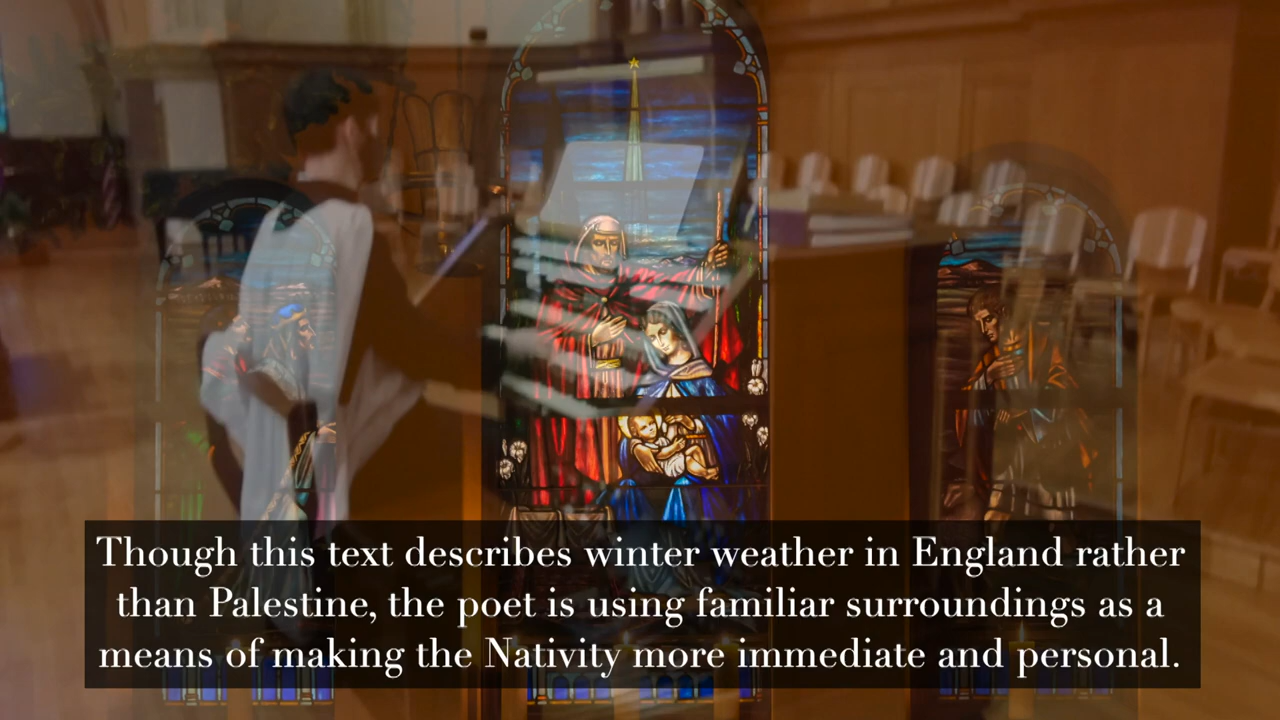 Though this text describes winter weather in England rather
than Palestine, the poet is using familiar surroundings as a
means of making the Nativity more immediate and personal.